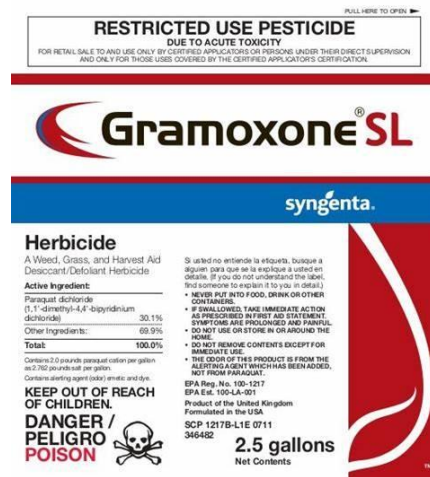 PULL HERE TO OPEN
RESTRICTED USE PESTICIDE
DUE TO ACUTE TOXICITY
FOR RETAIL SALE TO AND USE ONLY BY CERTIFIED APPLICATORS OR PERSONS UNDER THEIR DIRECT SUPERVISION
AND ONLY FOR THOSE USES COVERED BY THE CERTIFIED APPLICATOR'S CERTIFICATION.
Gramoxone® SL
syngenta®
Herbicide
A Weed, Grass, and Harvest Aid
Desiccant/Defoliant Herbicide
Active Ingredient:
Paraquat dichloride
(1,1'-dimethyl-4,4'-bipyridinium
dichloride) 30.1%
Other Ingredients: 69.9%
Total: 100.0%
Contains 2.0 pounds paraquat cation per gallon
as 2.762 pounds salt per gallon.
Contains alerting agent (odor) emetic and dye.
KEEP OUT OF REACH
OF CHILDREN.
DANGER /
PELIGRO
POISON
Si usted no entiende la etiqueta, busque a
alguien para que se la explique a usted en
detalle. (If you do not understand the label,
find someone to explain it to you in detail.)
• NEVER PUT INTO FOOD, DRINK OR OTHER
CONTAINERS.
• IF SWALLOWED, TAKE IMMEDIATE ACTION
AS PRESCRIBED IN FIRST AID STATEMENT.
SYMPTOMS ARE PROLONGED AND PAINFUL.
• DO NOT USE OR STORE IN OR AROUND THE
HOME.
• DO NOT REMOVE CONTENTS EXCEPT FOR
IMMEDIATE USE.
• THE ODOR OF THIS PRODUCT IS FROM THE
ALERTING AGENT WHICH HAS BEEN ADDED,
NOT FROM PARAQUAT.
EPA Reg. No. 100-1217
EPA Est. 100-LA-001
Product of the United Kingdom
Formulated in the USA
SCP 1217B-L1E 0711
346482
2.5 gallons
Net Contents
TM